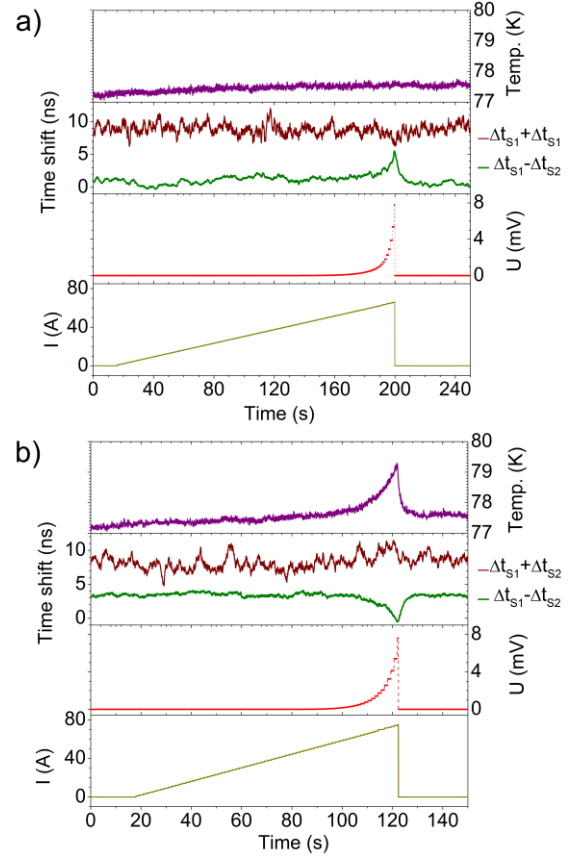 a)
80
79
78
77
Temp. (K)
10
5
0
Time shift (ns)
Δt_S1+Δt_S1
Δt_S1-Δt_S2
8
4
0
U (mV)
80
40
0
I (A)
0 40 80 120 160 200 240
Time (s)
b)
80
79
78
77
Temp. (K)
10
5
0
Time shift (ns)
Δt_S1+Δt_S2
Δt_S1-Δt_S2
8
4
0
U (mV)
80
40
0
I (A)
0 20 40 60 80 100 120 140
Time (s)